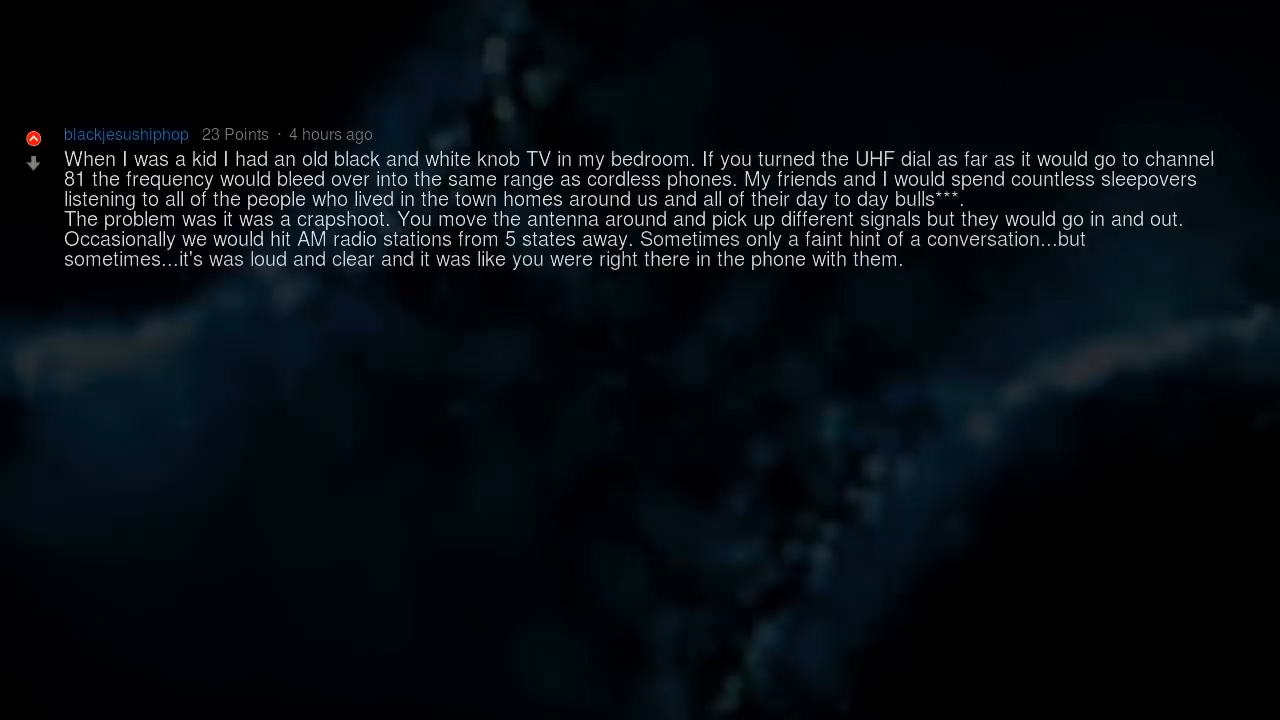 blackjesushiphop 23 Points · 4 hours ago
When I was a kid I had an old black and white knob TV in my bedroom. If you turned the UHF dial as far as it would go to channel
81 the frequency would bleed over into the same range as cordless phones. My friends and I would spend countless sleepovers
listening to all of the people who lived in the town homes around us and all of their day to day bulls***.
The problem was it was a crapshoot. You move the antenna around and pick up different signals but they would go in and out.
Occasionally we would hit AM radio stations from 5 states away. Sometimes only a faint hint of a conversation...but
sometimes...it's was loud and clear and it was like you were right there in the phone with them.